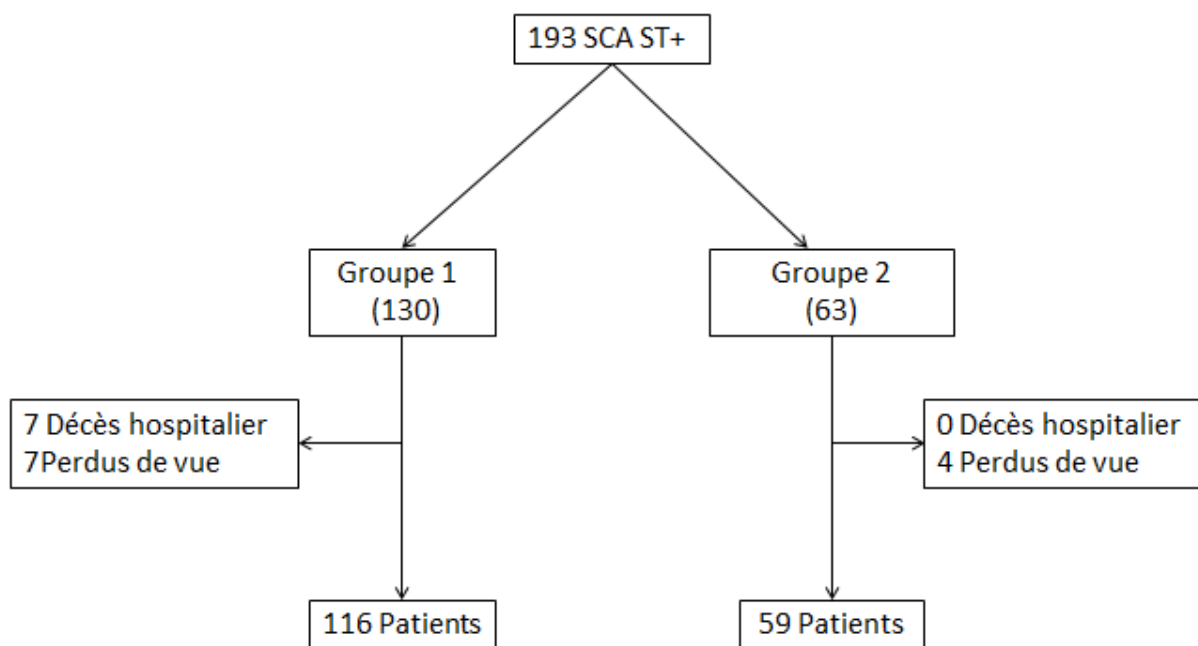 193 SCA ST+
Groupe 1
(130)
Groupe 2
(63)
7 Décès hospitalier
7Perdus de vue
0 Décès hospitalier
4 Perdus de vue
116 Patients
59 Patients